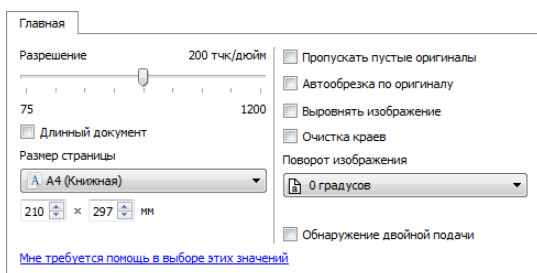 Главная
Разрешение 200 тчк/дюйм
75 1200
Длинный документ
Размер страницы
A A4 (Книжная)
210 × 297 мм
Мне требуется помощь в выборе этих значений
Пропускать пустые оригиналы
Автообрезка по оригиналу
Выровнять изображение
Очистка краев
Поворот изображения
a 0 градусов
Обнаружение двойной подачи